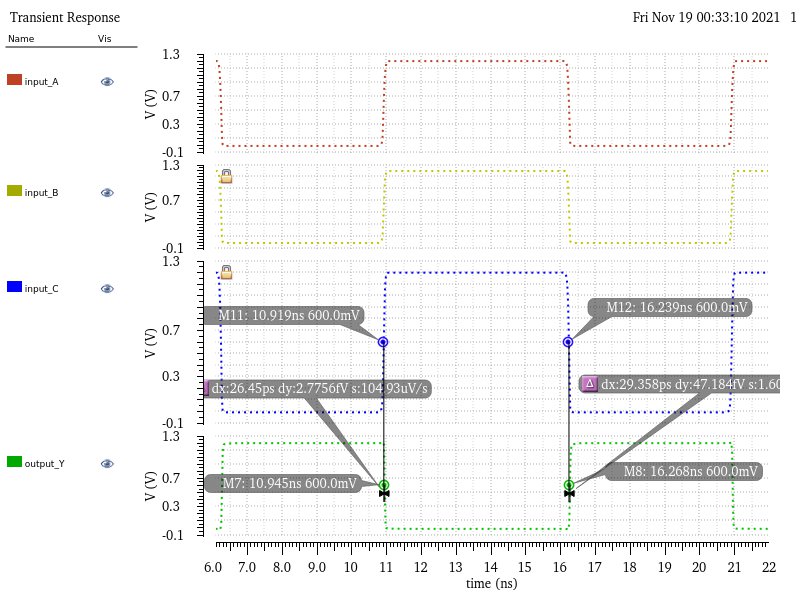 Transient Response
Fri Nov 19 00:33:10 2021 1
Name Vis
input_A
1.3
0.7
0.3
-0.1
V (V)
input_B
1.3
0.7
-0.1
V (V)
input_C
1.3
0.7
0.3
-0.1
V (V)
M11: 10.919ns 600.0mV
M12: 16.239ns 600.0mV
dx:26.45ps dy:2.7756fV s:104.93uV/s
Δ dx:29.358ps dy:47.184fV s:1.60
output_Y
1.3
0.7
0.3
-0.1
V (V)
M7: 10.945ns 600.0mV
M8: 16.268ns 600.0mV
6.0 7.0 8.0 9.0 10 11 12 13 14 15 16 17 18 19 20 21 22
time (ns)